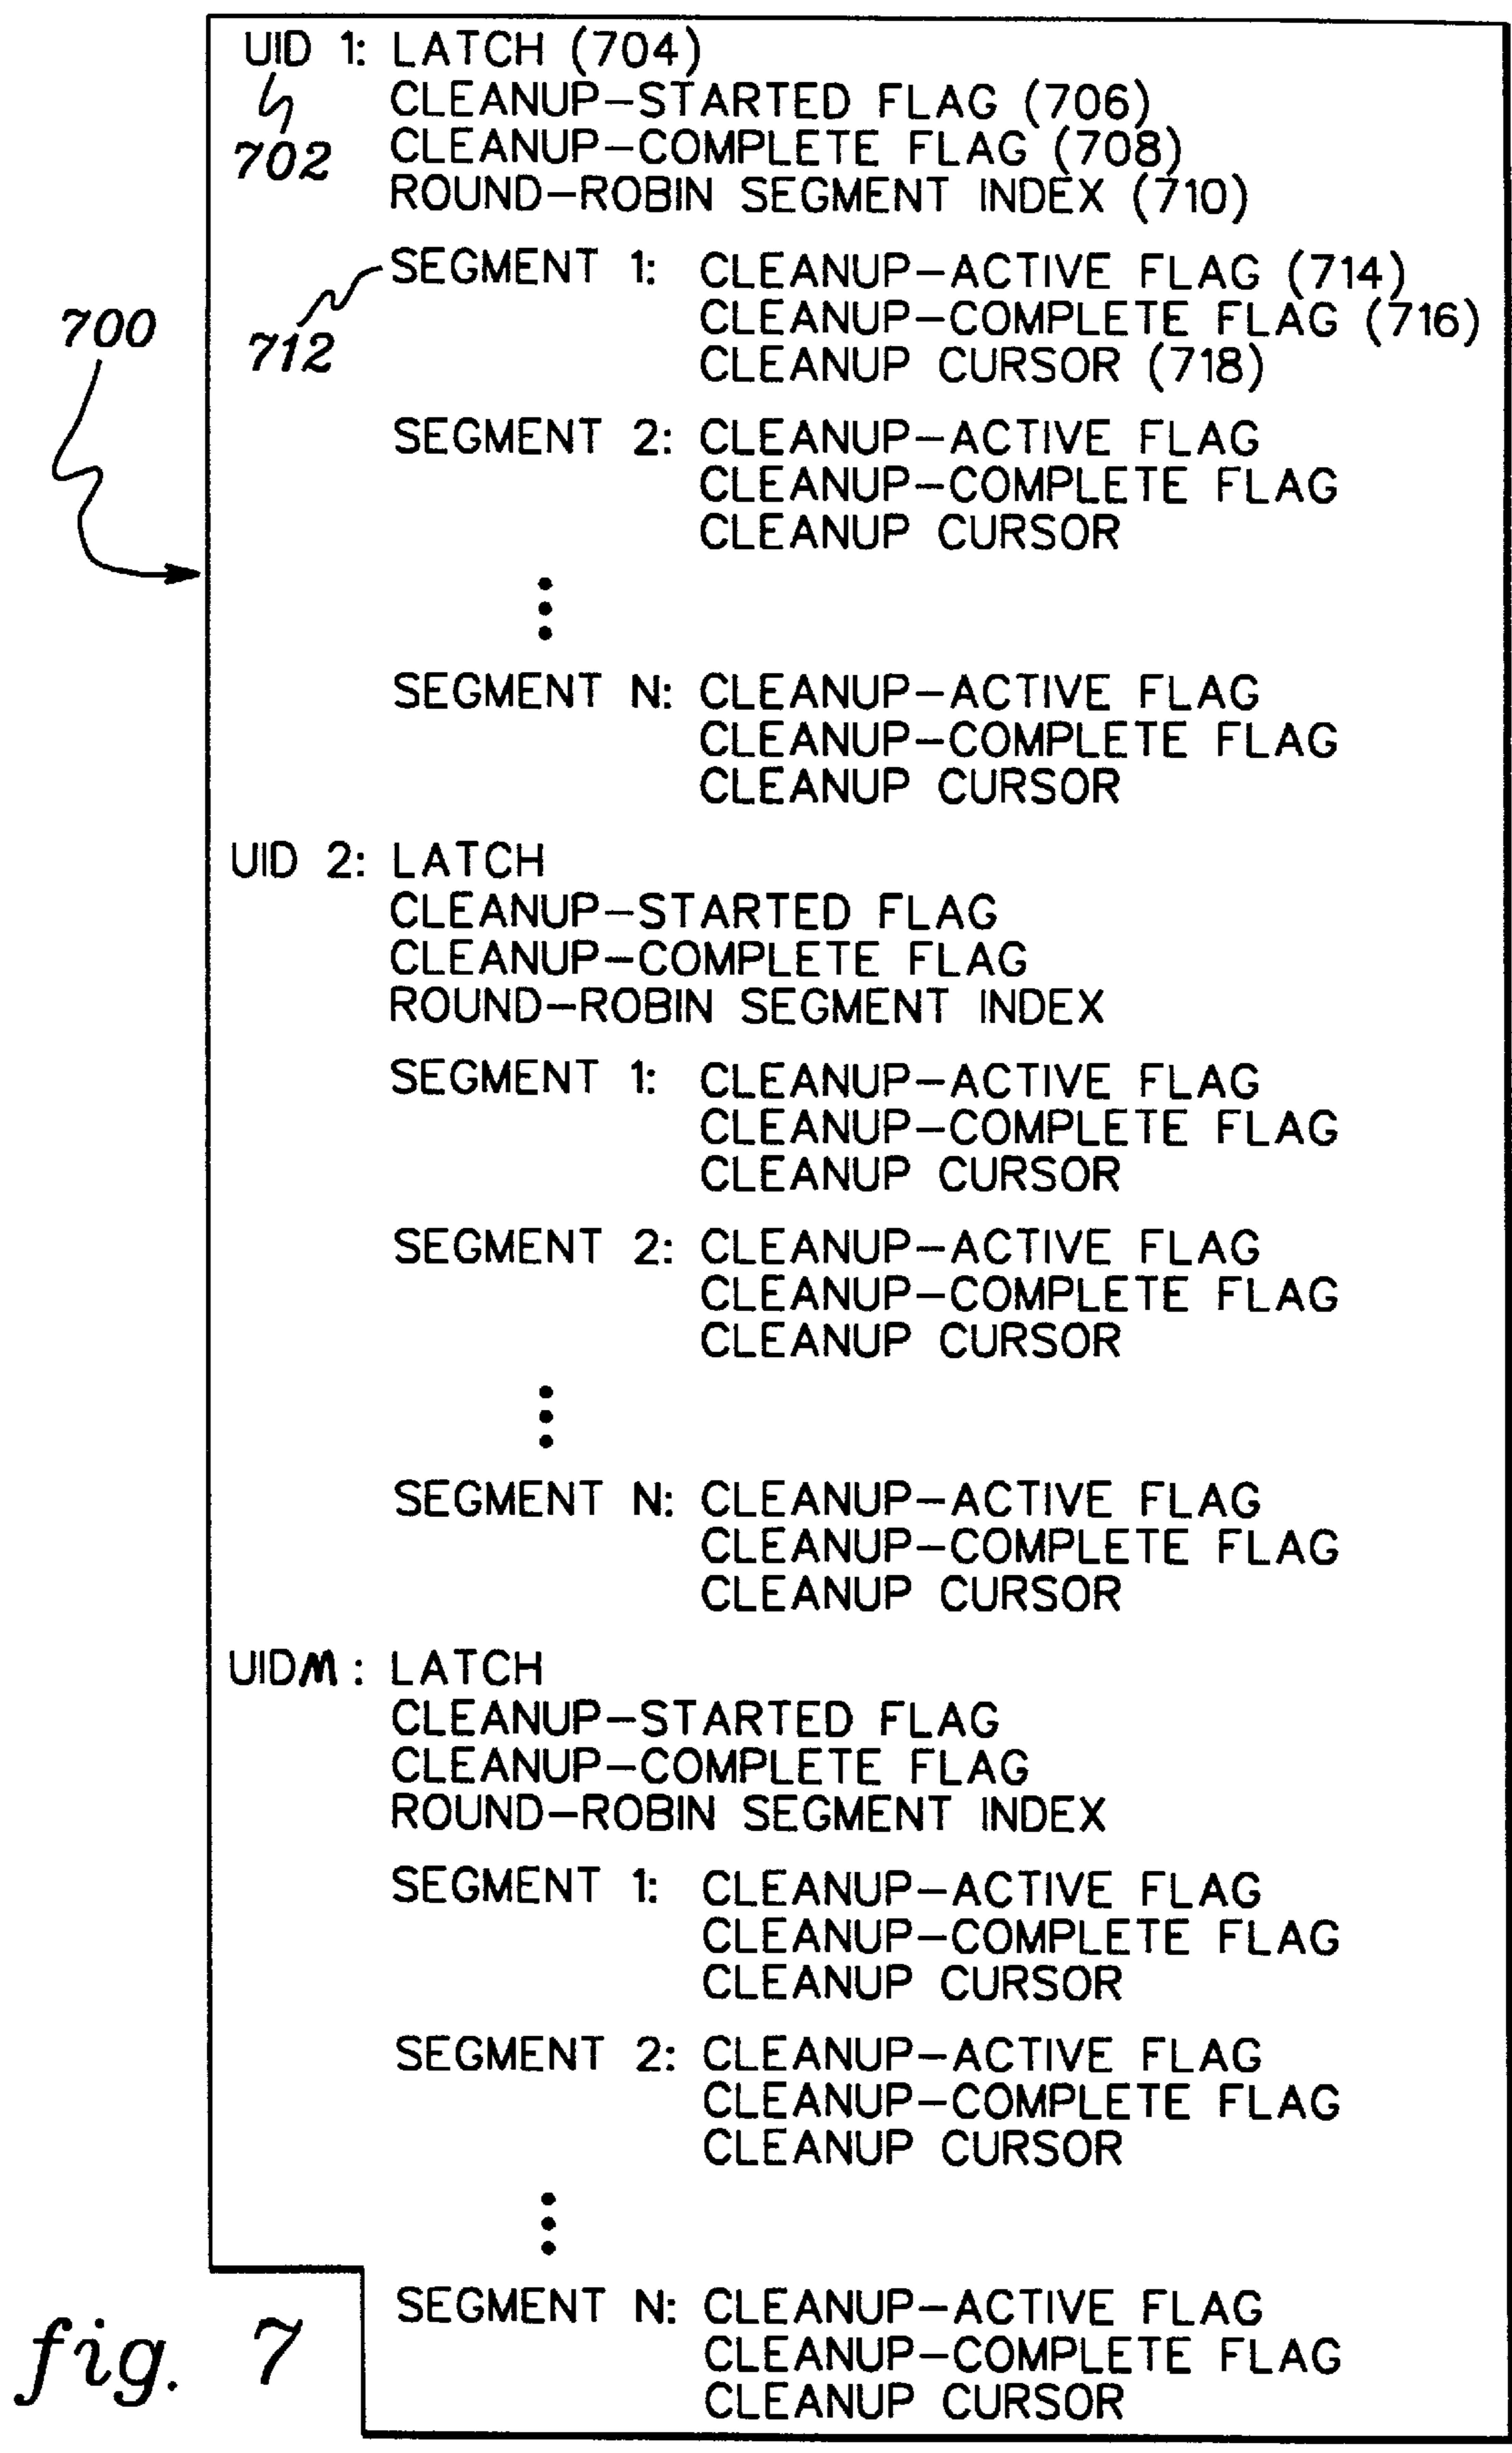 UID 1: LATCH (704)
CLEANUP-STARTED FLAG (706)
702 CLEANUP-COMPLETE FLAG (708)
ROUND-ROBIN SEGMENT INDEX (710)
SEGMENT 1: CLEANUP-ACTIVE FLAG (714)
700 712 CLEANUP-COMPLETE FLAG (716)
CLEANUP CURSOR (718)
SEGMENT 2: CLEANUP-ACTIVE FLAG
CLEANUP-COMPLETE FLAG
CLEANUP CURSOR
SEGMENT N: CLEANUP-ACTIVE FLAG
CLEANUP-COMPLETE FLAG
CLEANUP CURSOR
UID 2: LATCH
CLEANUP-STARTED FLAG
CLEANUP-COMPLETE FLAG
ROUND-ROBIN SEGMENT INDEX
SEGMENT 1: CLEANUP-ACTIVE FLAG
CLEANUP-COMPLETE FLAG
CLEANUP CURSOR
SEGMENT 2: CLEANUP-ACTIVE FLAG
CLEANUP-COMPLETE FLAG
CLEANUP CURSOR
SEGMENT N: CLEANUP-ACTIVE FLAG
CLEANUP-COMPLETE FLAG
CLEANUP CURSOR
UIDM: LATCH
CLEANUP-STARTED FLAG
CLEANUP-COMPLETE FLAG
ROUND-ROBIN SEGMENT INDEX
SEGMENT 1: CLEANUP-ACTIVE FLAG
CLEANUP-COMPLETE FLAG
CLEANUP CURSOR
SEGMENT 2: CLEANUP-ACTIVE FLAG
CLEANUP-COMPLETE FLAG
CLEANUP CURSOR
SEGMENT N: CLEANUP-ACTIVE FLAG
CLEANUP-COMPLETE FLAG
CLEANUP CURSOR
fig. 7